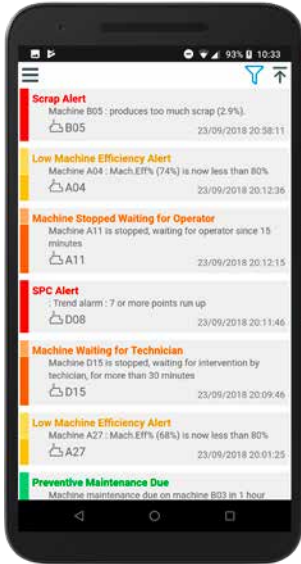 93% 10:33
Scrap Alert
Machine B05 : produces too much scrap (2.9%).
B05
23/09/2018 20:58:11
Low Machine Efficiency Alert
Machine A04 : Mach.Eff% (74%) is now less than 80%
A04
23/09/2018 20:12:36
Machine Stopped Waiting for Operator
Machine A11 is stopped, waiting for operator since 15
minutes
A11
23/09/2018 20:12:15
SPC Alert
: Trend alarm : 7 or more points run up
D08
23/09/2018 20:11:46
Machine Waiting for Technician
Machine D15 is stopped, waiting for intervention by
techician, for more than 30 minutes
D15
23/09/2018 20:09:46
Low Machine Efficiency Alert
Machine A27 : Mach.Eff% (68%) is now less than 80%
A27
23/09/2018 20:01:25
Preventive Maintenance Due
Machine maintenance due on machine B03 in 1 hour